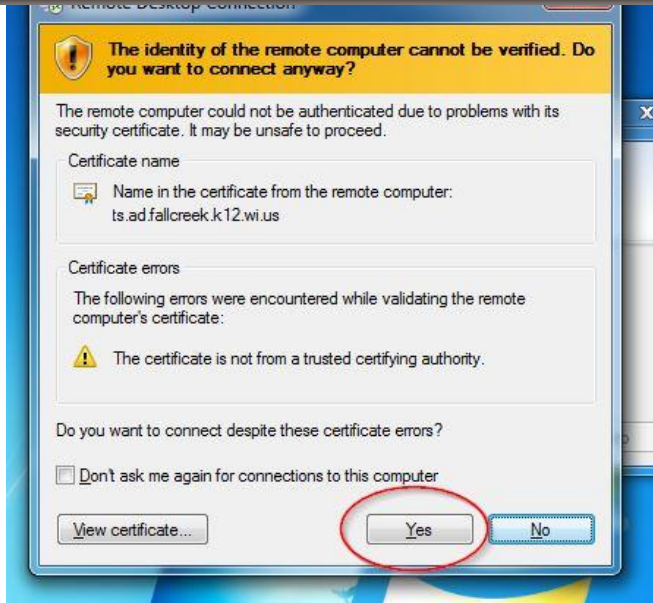 Remote Desktop Connection
The identity of the remote computer cannot be verified. Do
you want to connect anyway?
The remote computer could not be authenticated due to problems with its
security certificate. It may be unsafe to proceed.
Certificate name
Name in the certificate from the remote computer:
ts.ad.fallcreek.k12.wi.us
Certificate errors
The following errors were encountered while validating the remote
computer's certificate:
The certificate is not from a trusted certifying authority.
Do you want to connect despite these certificate errors?
Don't ask me again for connections to this computer
View certificate... Yes No